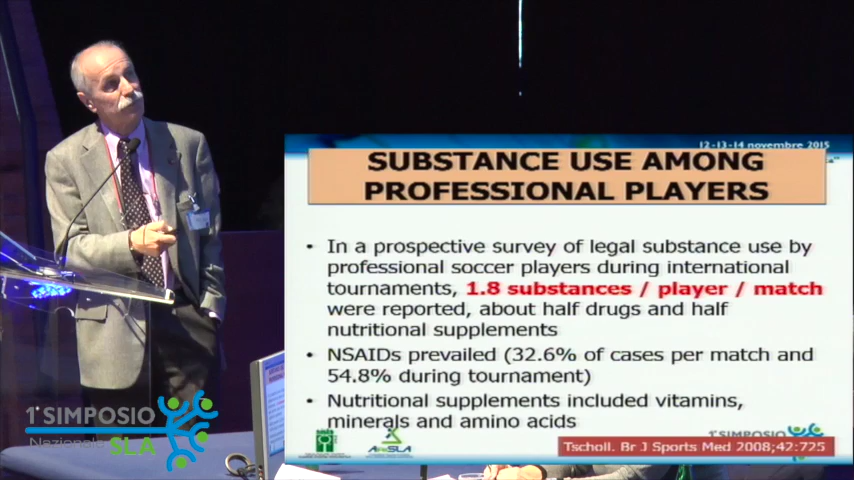 12-13-14 novembre 2015
SUBSTANCE USE AMONG
PROFESSIONAL PLAYERS
• In a prospective survey of legal substance use by
professional soccer players during international
tournaments, 1.8 substances / player / match
were reported, about half drugs and half
nutritional supplements
• NSAIDs prevailed (32.6% of cases per match and
54.8% during tournament)
• Nutritional supplements included vitamins,
minerals and amino acids
1° SIMPOSIO
AriSLA
Tscholl. Br J Sports Med 2008;42:725
1° SIMPOSIO
Nazionale SLA